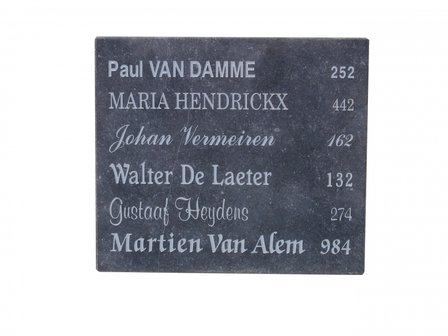 Paul VAN DAMME 252
MARIA HENDRICKX 442
Johan Vermeiren 162
Walter De Laeter 132
Gustaaf Heydens 274
Martien Van Alem 984